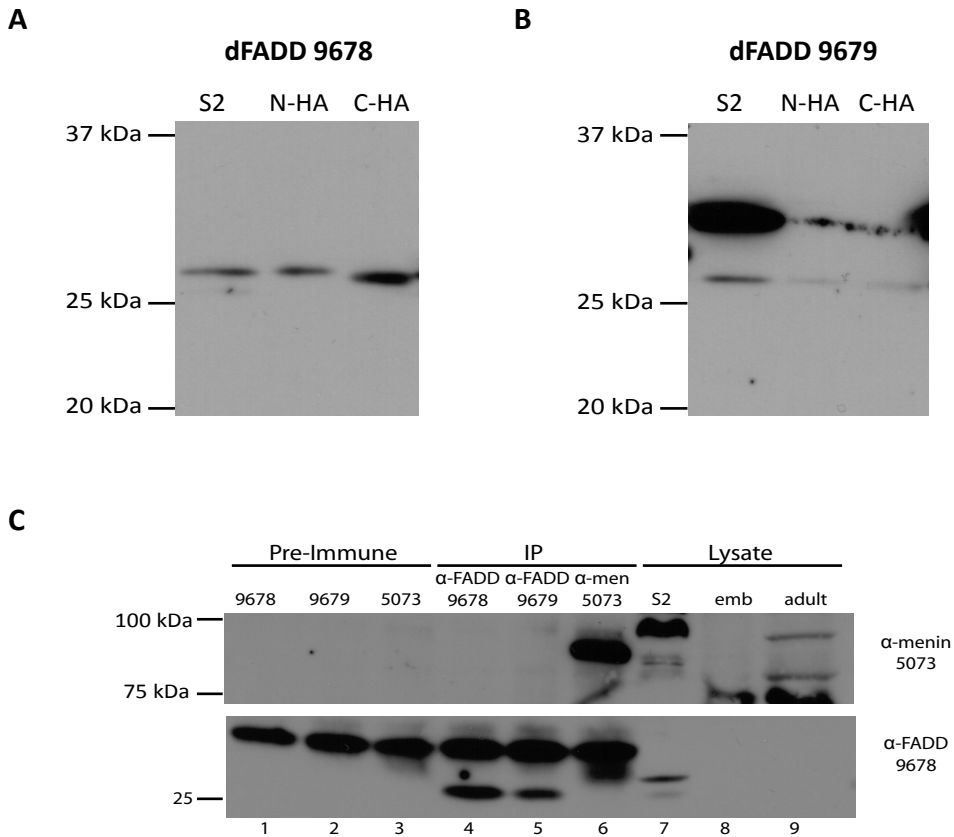 A
dFADD 9678
S2 N-HA C-HA
37 kDa
25 kDa
20 kDa
B
dFADD 9679
S2 N-HA C-HA
37 kDa
25 kDa
20 kDa
C
Pre-Immune IP Lysate
α-FADD α-FADD α-men
9678 9679 5073 9678 9679 5073 S2 emb adult
100 kDa
α-menin
5073
75 kDa
α-FADD
9678
25
1 2 3 4 5 6 7 8 9